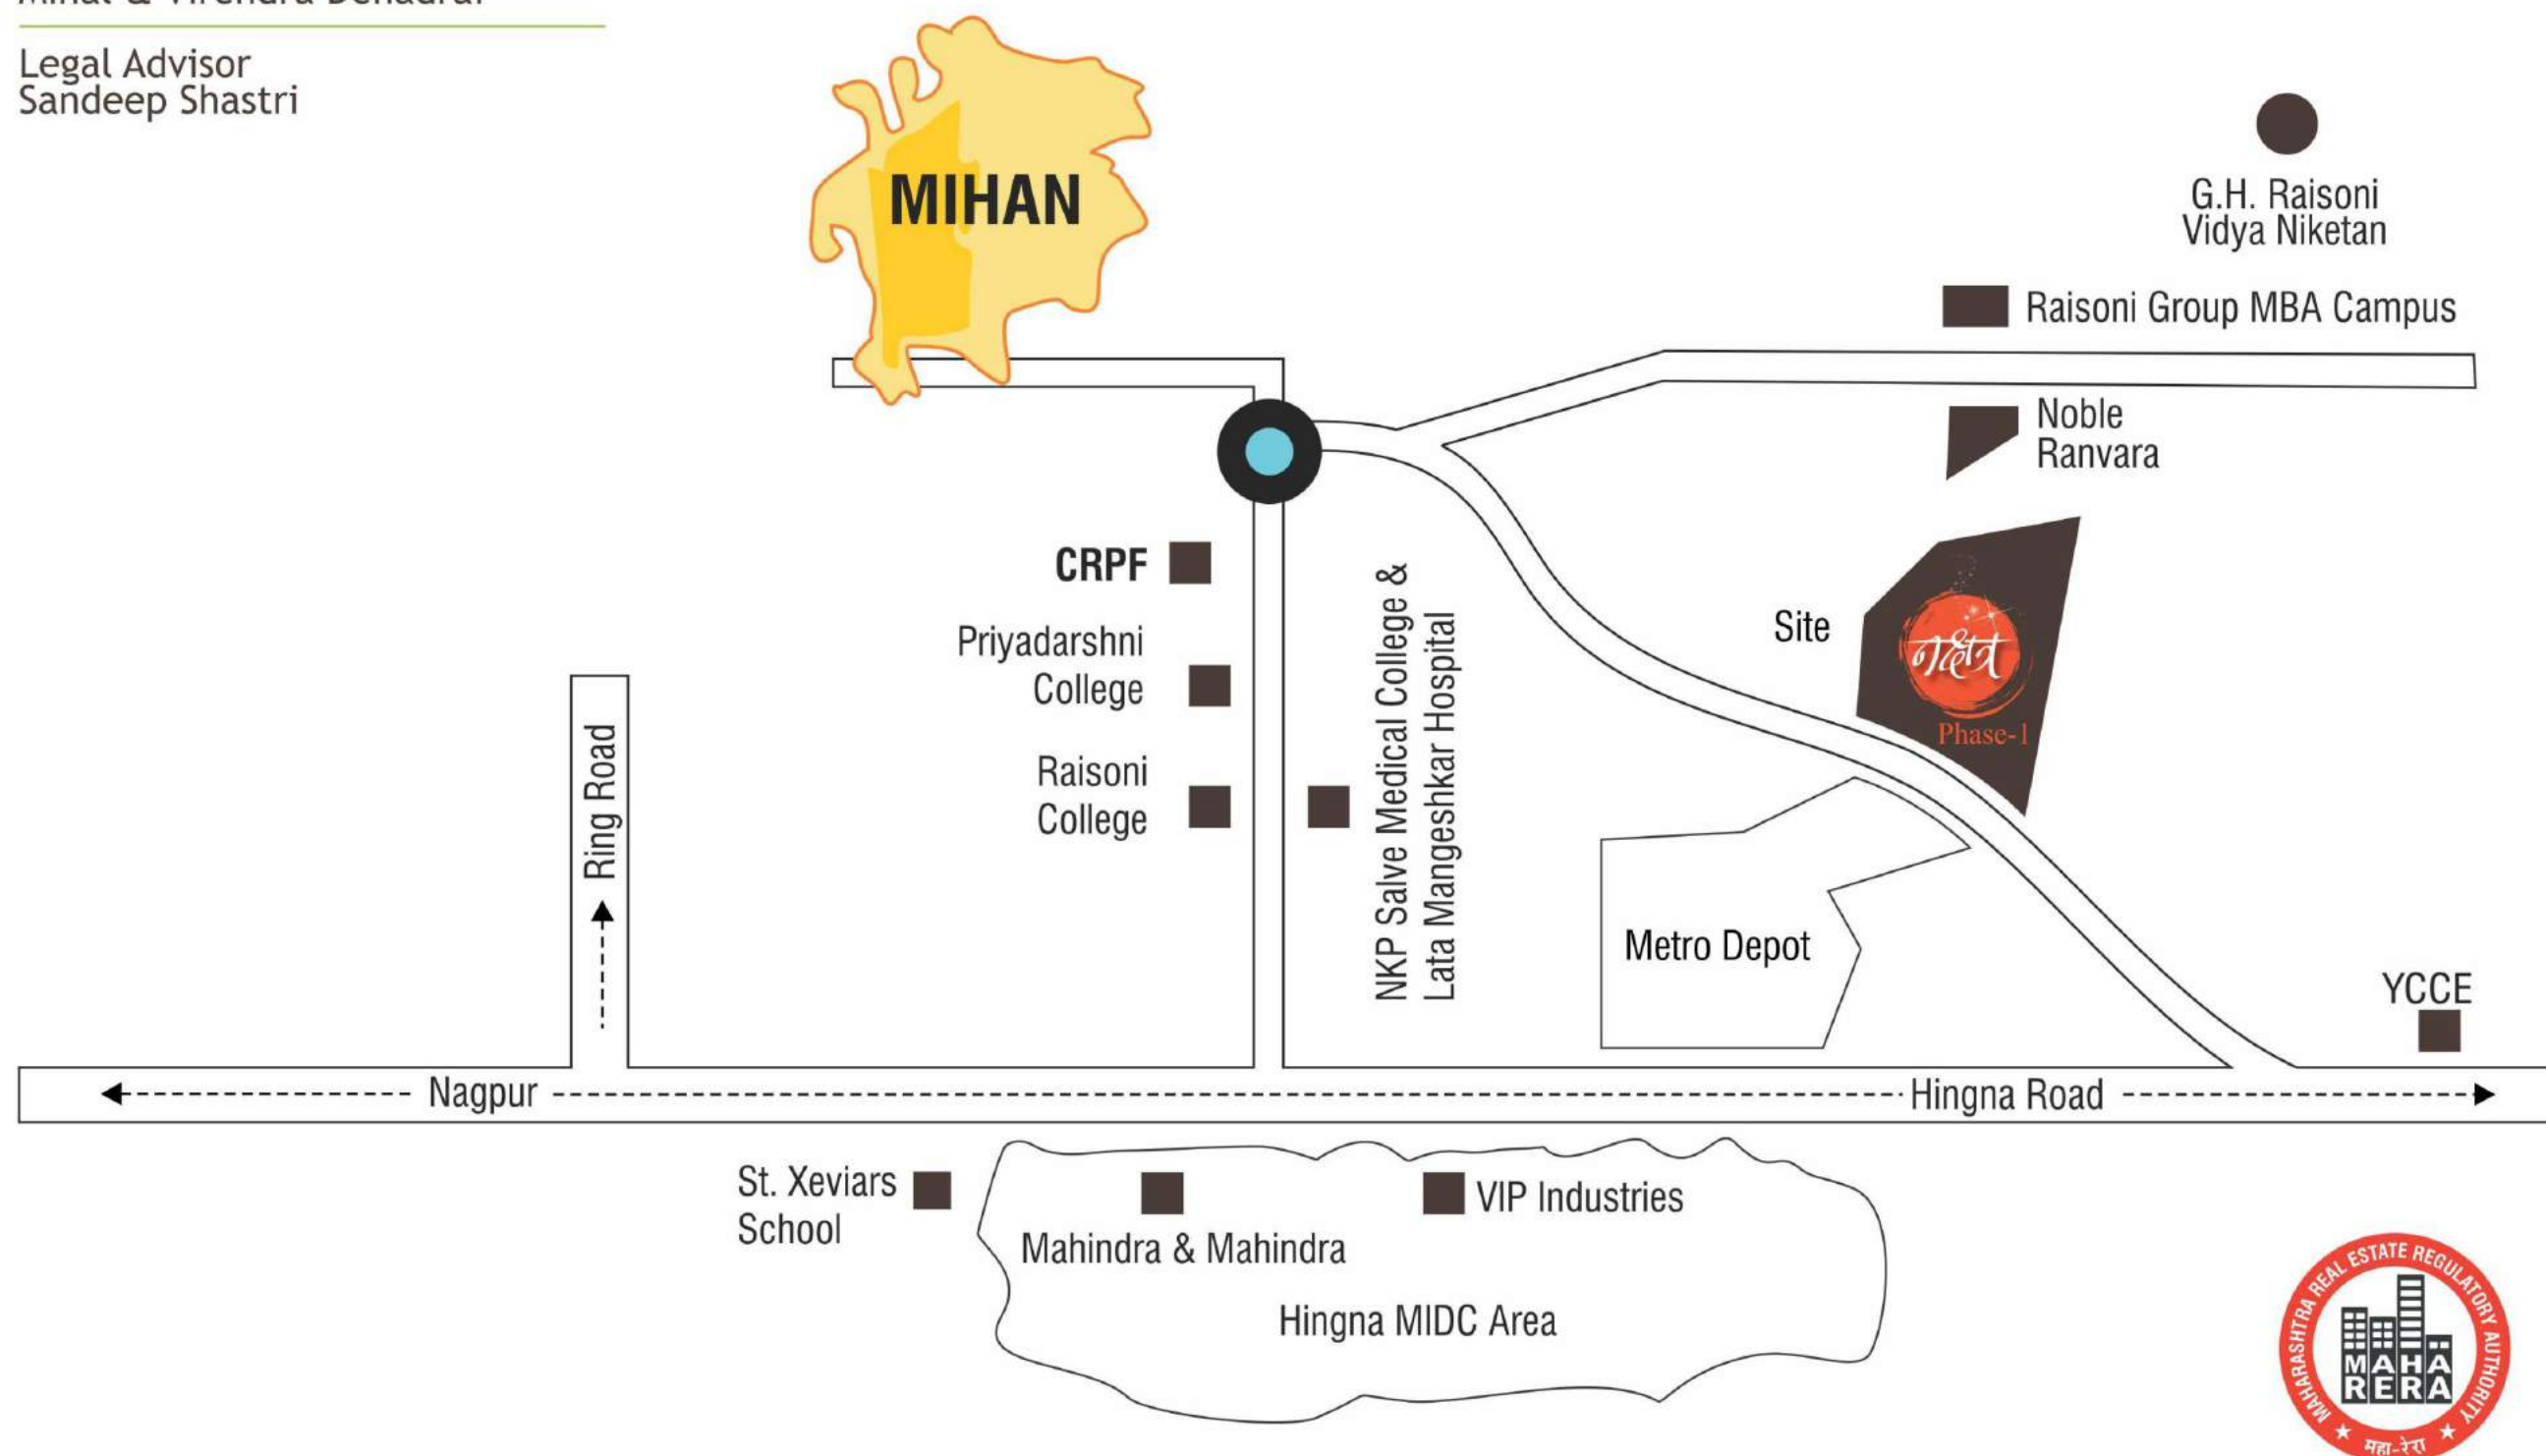 Legal Advisor
Sandeep Shastri
MIHAN
G.H. Raisoni
Vidya Niketan
Raisoni Group MBA Campus
Noble
Ranvara
CRPF
Priyadarshni
College
Raisoni
College
NKP Salve Medical College &
Lata Mangeshkar Hospital
Site
नक्षत्र
Phase-1
Ring Road
Metro Depot
YCCE
Nagpur
Hingna Road
St. Xeviars
School
Mahindra & Mahindra
VIP Industries
Hingna MIDC Area
MAHARASHTRA REAL ESTATE REGULATORY AUTHORITY
MAHA
RERA
महा-रेरा